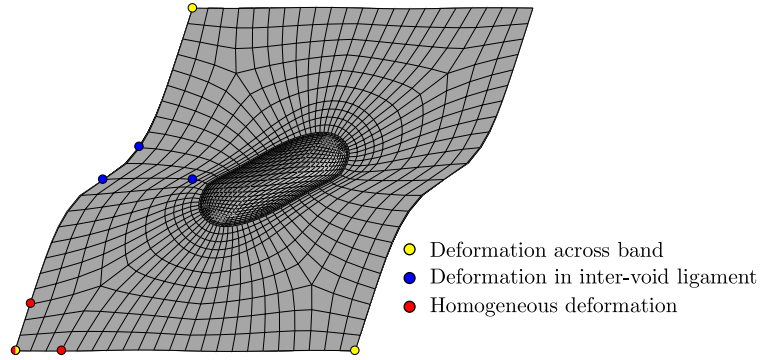 Deformation across band
Deformation in inter-void ligament
Homogeneous deformation